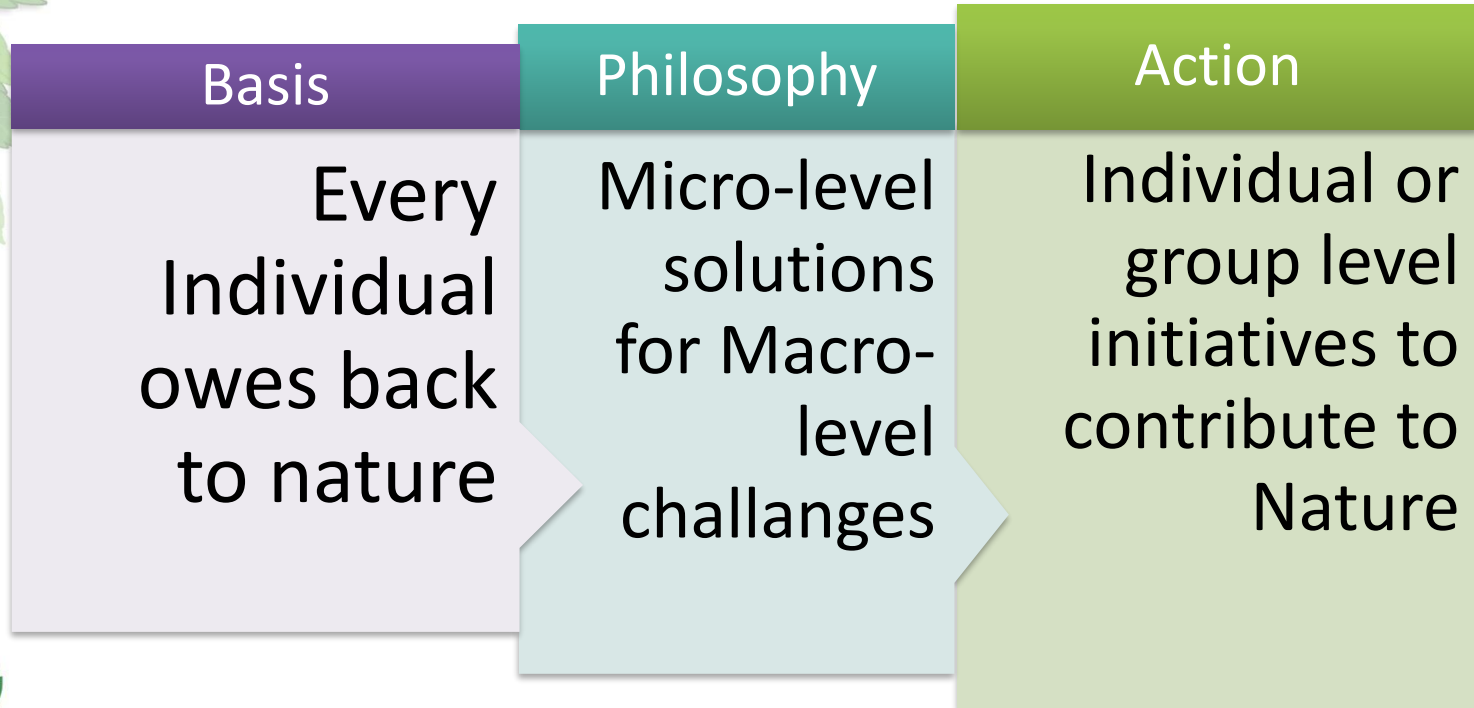 Basis
Every
Individual
owes back
to nature
Philosophy
Micro-level
solutions
for Macro-
level
challanges
Action
Individual or
group level
initiatives to
contribute to
Nature